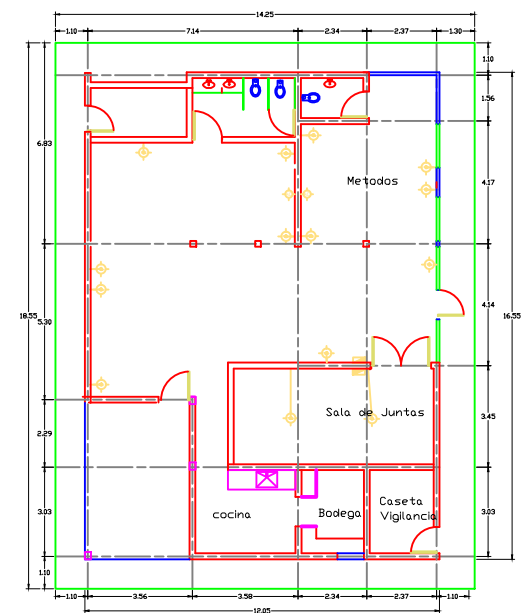 14.25
1.10 7.14 2.34 2.37 1.30
1.10
1.56
6.83
Metodos
4.17
18.55
16.55
4.14
5.30
Sala de Juntas
3.45
2.29
Caseta
Vigilancia
cocina
Bodega
3.03
3.03
1.10
1.10 3.56 3.58 2.34 2.37 1.10
12.05